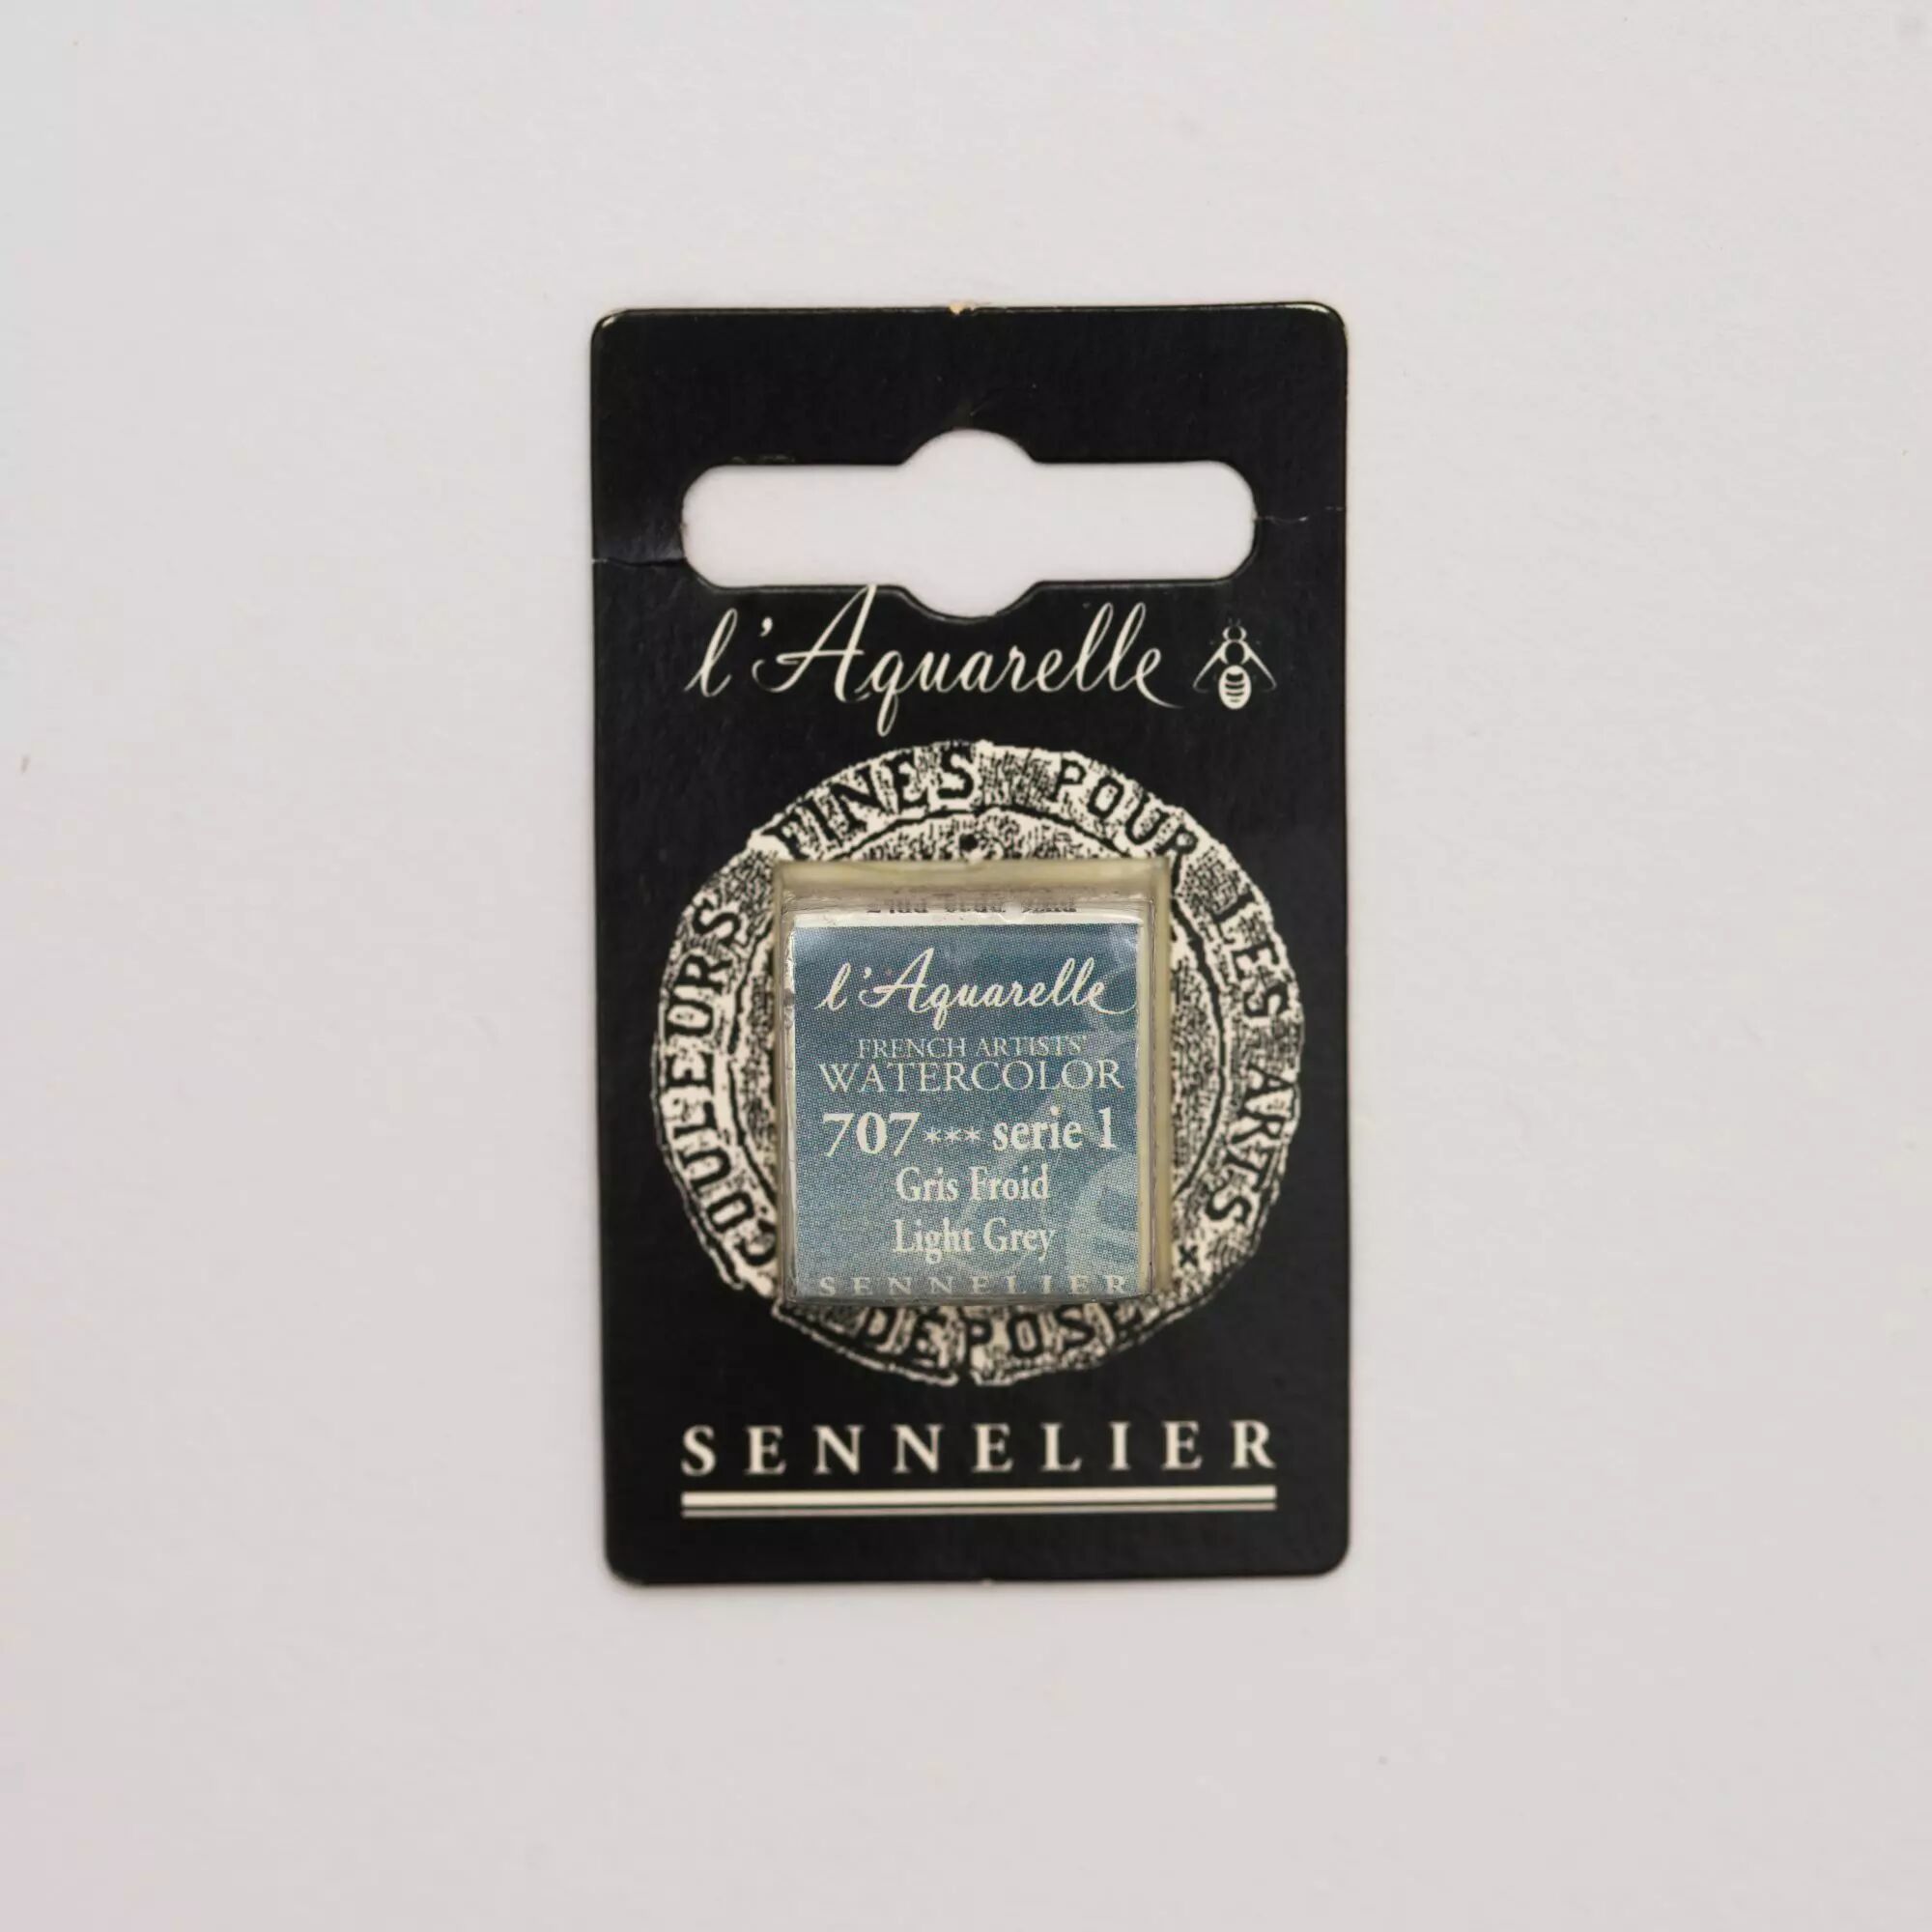 l'Aquarelle
COULEURS FINES POUR LES ARTS
l'Aquarelle
FRENCH ARTISTS'
WATERCOLOR
707 *** serie 1
Gris Froid
Light Grey
SENNELIER
DÉPOSÉ
SENNELIER